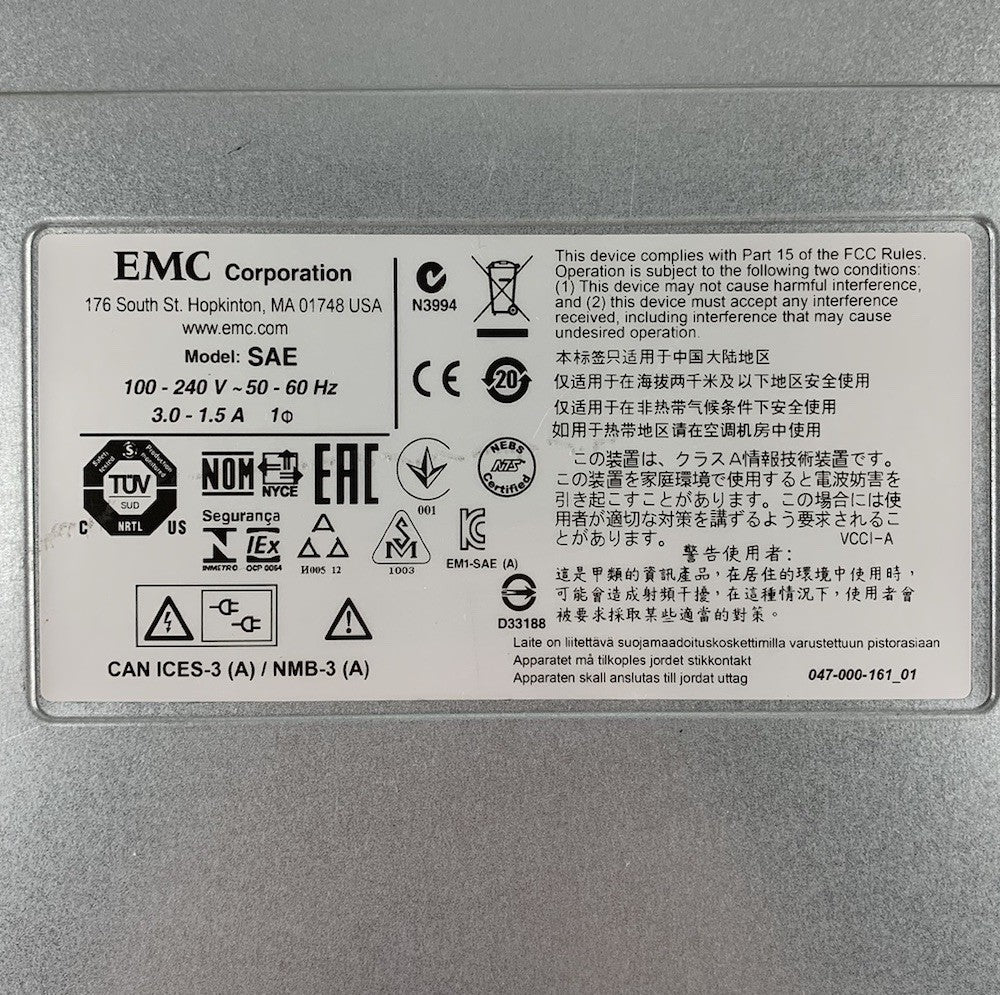 EMC Corporation
176 South St. Hopkinton, MA 01748 USA
www.emc.com
Model: SAE
100 - 240 V ~ 50 - 60 Hz
3.0 - 1.5 A 1Φ
N3994
CE
20
This device complies with Part 15 of the FCC Rules.
Operation is subject to the following two conditions:
(1) This device may not cause harmful interference,
and (2) this device must accept any interference
received, including interference that may cause
undesired operation.
本标签只适用于中国大陆地区
仅适用于在海拔两千米及以下地区安全使用
仅适用于在非热带气候条件下安全使用
如用于热带地区请在空调机房中使用
この装置は、クラスA情報技術装置です。
この装置を家庭環境で使用すると電波妨害を
引き起こすことがあります。この場合には使
用者が適切な対策を講ずるよう要求されるこ
とがあります。 VCCI-A
警告使用者:
這是甲類的資訊產品,在居住的環境中使用時,
可能會造成射頻干擾,在這種情況下,使用者會
被要求採取某些適當的對策。
Safety tested
S
Production monitored
TÜV
SUD
C NRTL US
NOM NYCE
EAC
001
NEBS
MTS
Certified
Segurança
INMETRO
IEx
OCP 0064
И005 12
S
M
1003
EM1-SAE (A)
D33188
CAN ICES-3 (A) / NMB-3 (A)
Laite on liitettävä suojamaadoituskoskettimilla varustettuun pistorasiaan
Apparatet må tilkoples jordet stikkontakt
Apparaten skall anslutas till jordat uttag
047-000-161_01